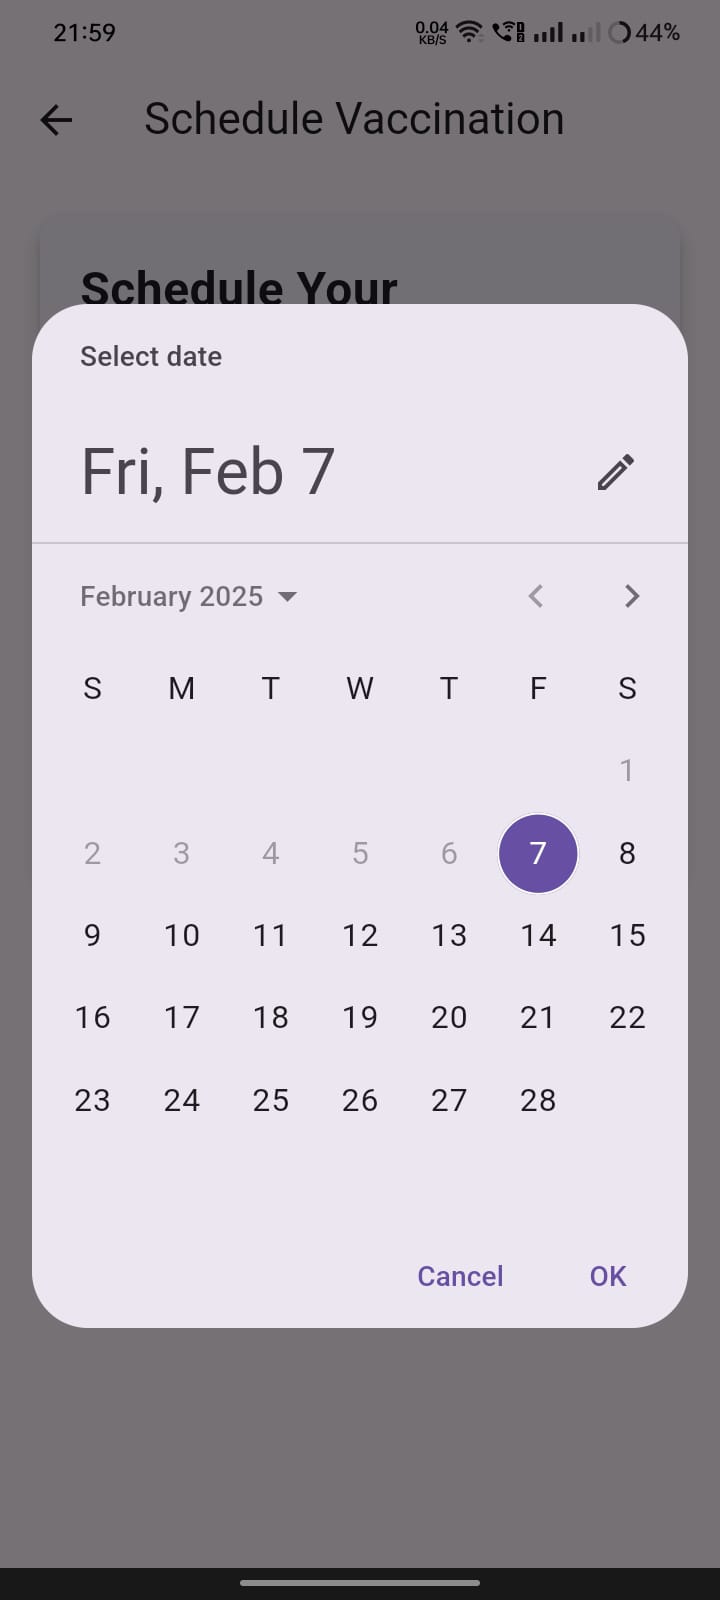 21:59 0.04 KB/S 44%
Schedule Vaccination
Schedule Your
Select date
Fri, Feb 7
February 2025
S M T W T F S
1
2 3 4 5 6 7 8
9 10 11 12 13 14 15
16 17 18 19 20 21 22
23 24 25 26 27 28
Cancel OK